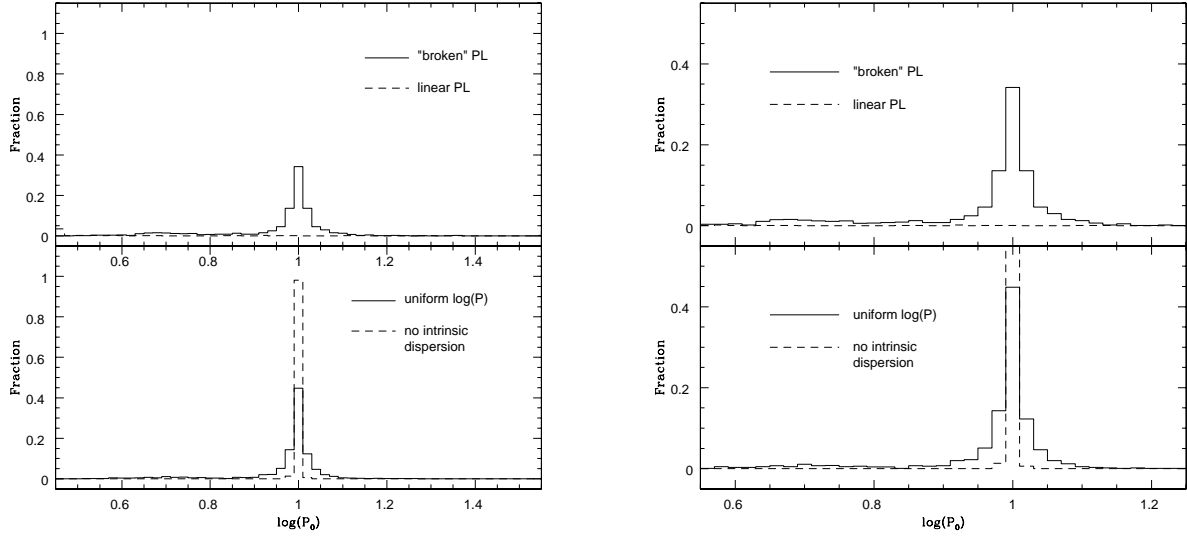 1
0.8
0.6
0.4
0.2
0
Fraction
"broken" PL
linear PL
0.6
0.8
1
1.2
1.4
1
0.8
0.6
0.4
0.2
0
Fraction
uniform log(P)
no intrinsic
dispersion
0.6
0.8
1
1.2
1.4
log(P₀)
0.4
0.2
0
Fraction
"broken" PL
linear PL
0.4
0.2
0
Fraction
uniform log(P)
no intrinsic
dispersion
0.6
0.8
1
1.2
log(P₀)